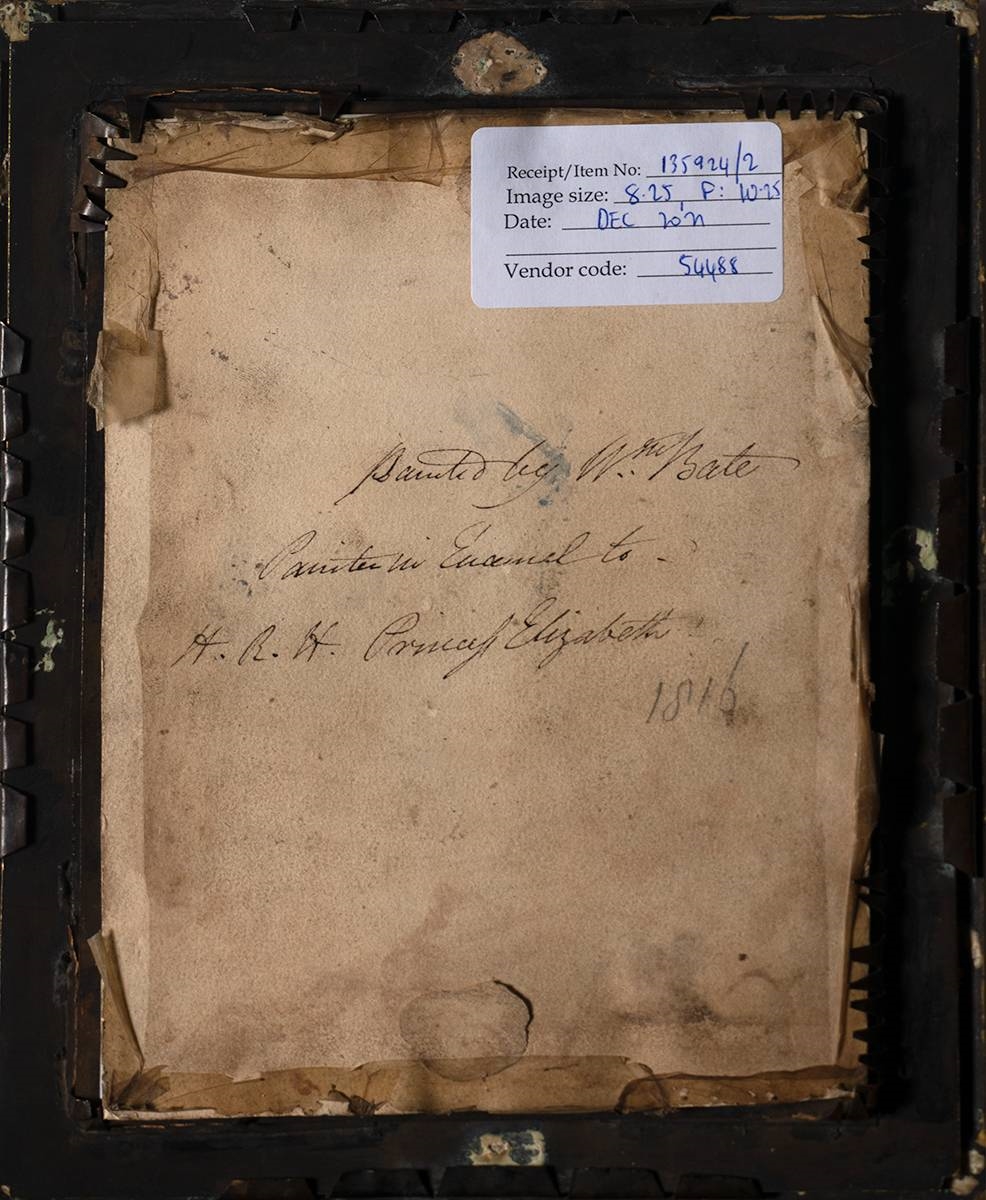 Receipt/Item No: 135924/2
Image size: 8.25, P: 10.25
Date: DEC 2021
Vendor code: 54488
Painted by Wm. Bate
Painter in Enamel to -
H. R. H. Princess Elizabeth
1816